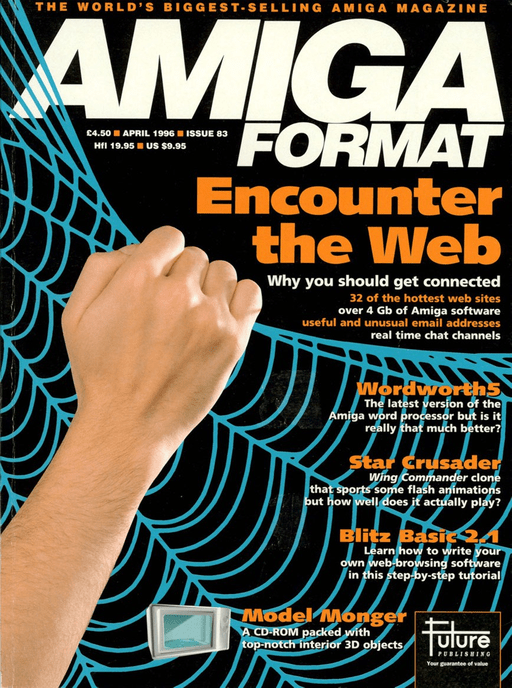 THE WORLD'S BIGGEST-SELLING AMIGA MAGAZINE
AMIGA
FORMAT
£4.50 ■ APRIL 1996 ■ ISSUE 83
Hfl 19.95 ■ US $9.95
Encounter
the Web
Why you should get connected
32 of the hottest web sites
over 4 Gb of Amiga software
useful and unusual email addresses
real time chat channels
Wordworth5
The latest version of the
Amiga word processor but is it
really that much better?
Star Crusader
Wing Commander clone
that sports some flash animations
but how well does it actually play?
Blitz Basic 2.1
Learn how to write your
own web-browsing software
in this step-by-step tutorial
Model Monger
A CD-ROM packed with
top-notch interior 3D objects
Future
PUBLISHING
Your guarantee of value